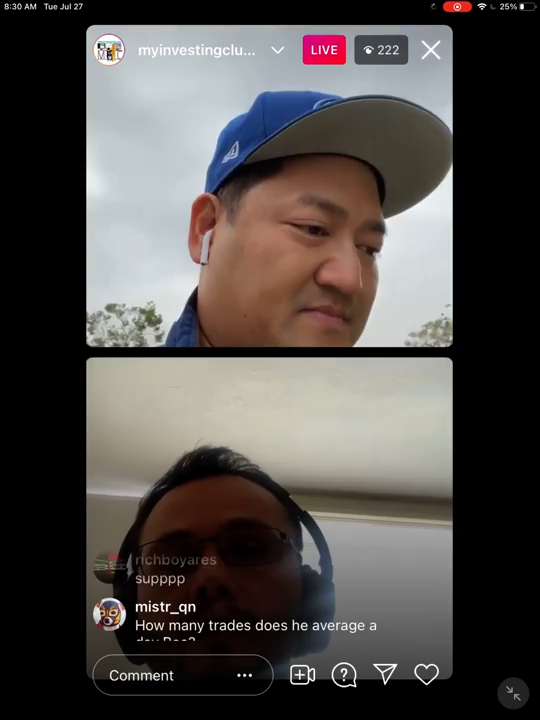 8:30 AM Tue Jul 27
25%
myinvestingclu...
LIVE
222
richboyares
supppp
mistr_qn
How many trades does he average a
Comment